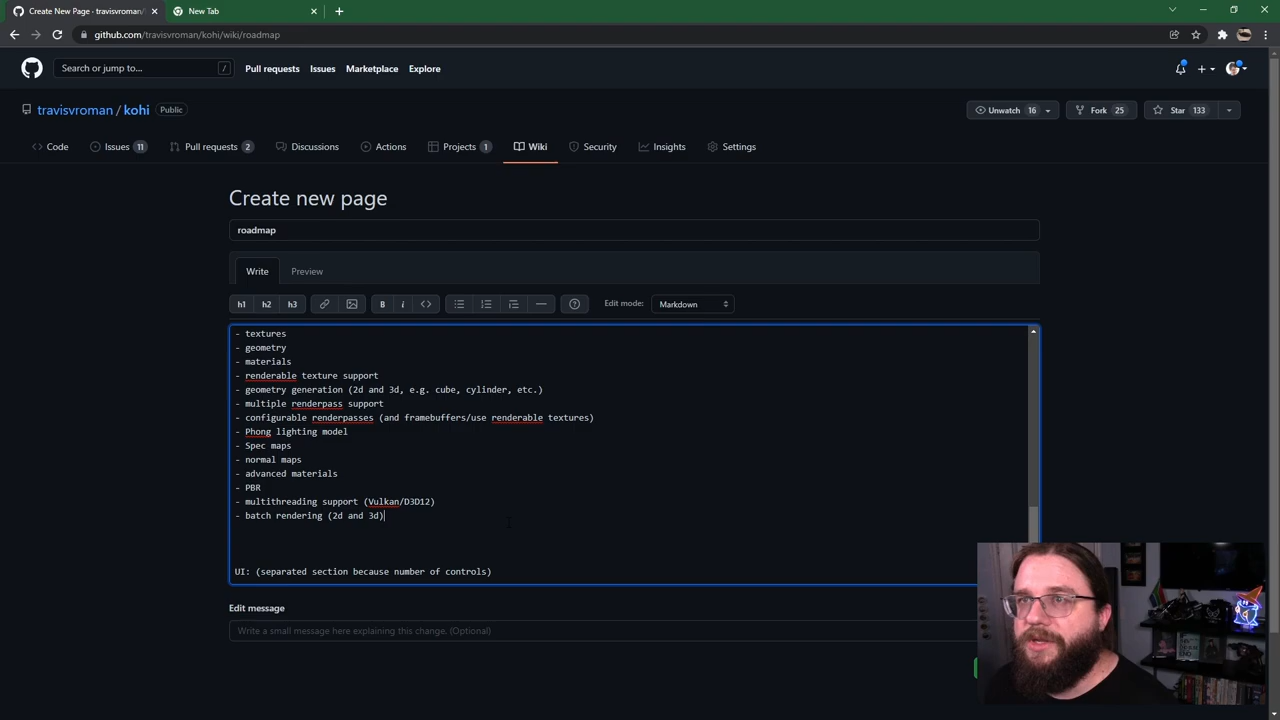 Create New Page · travisvroman/
New Tab
github.com/travisvroman/kohi/wiki/roadmap
Search or jump to...
/
Pull requests
Issues
Marketplace
Explore
travisvroman / kohi
Public
Unwatch 16
Fork 25
Star 133
Code
Issues 11
Pull requests 2
Discussions
Actions
Projects 1
Wiki
Security
Insights
Settings
Create new page
roadmap
Write
Preview
h1
h2
h3
B
i
Edit mode:
Markdown
- textures
- geometry
- materials
- renderable texture support
- geometry generation (2d and 3d, e.g. cube, cylinder, etc.)
- multiple renderpass support
- configurable renderpasses (and framebuffers/use renderable textures)
- Phong lighting model
- Spec maps
- normal maps
- advanced materials
- PBR
- multithreading support (Vulkan/D3D12)
- batch rendering (2d and 3d)
UI: (separated section because number of controls)
Edit message
Write a small message here explaining this change. (Optional)